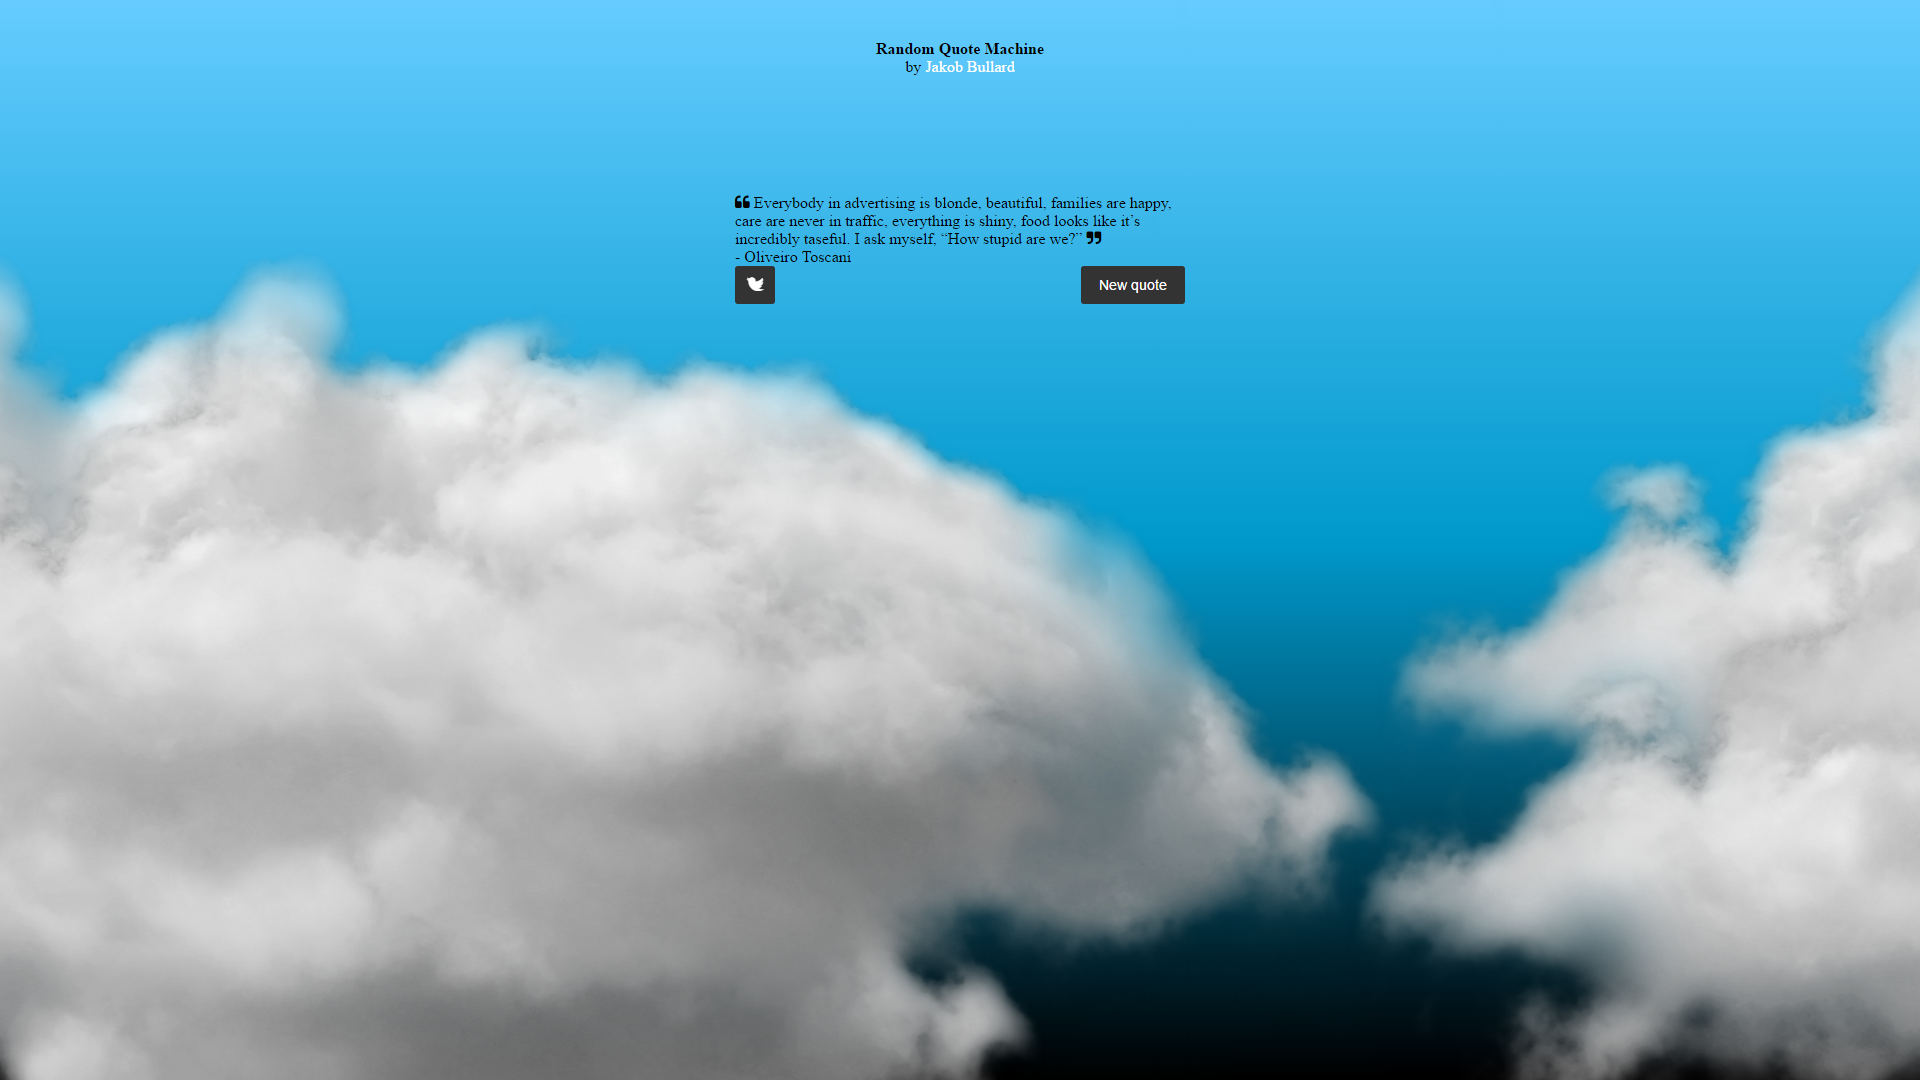 Random Quote Machine
by Jakob Bullard
Everybody in advertising is blonde, beautiful, families are happy,
care are never in traffic, everything is shiny, food looks like it’s
incredibly taseful. I ask myself, “How stupid are we?”
- Oliveiro Toscani
New quote